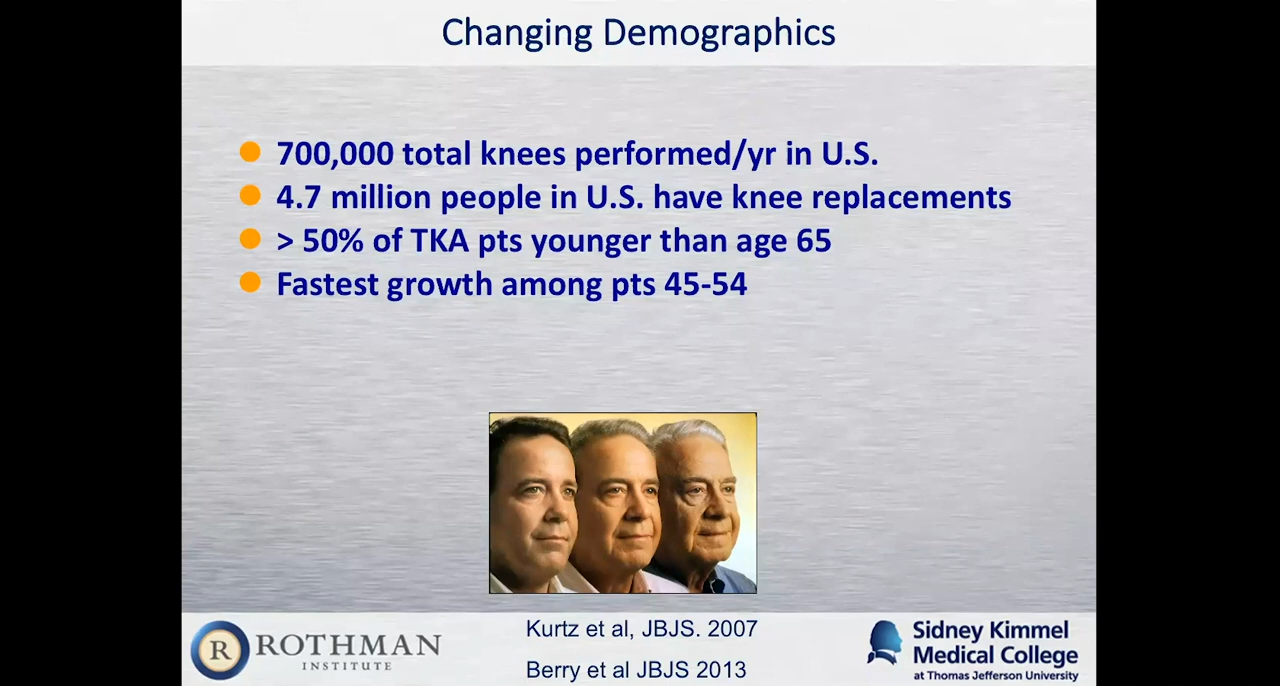 Changing Demographics
700,000 total knees performed/yr in U.S.
4.7 million people in U.S. have knee replacements
> 50% of TKA pts younger than age 65
Fastest growth among pts 45-54
Kurtz et al, JBJS. 2007
Berry et al JBJS 2013
R ROTHMAN
INSTITUTE
Sidney Kimmel
Medical College
at Thomas Jefferson University